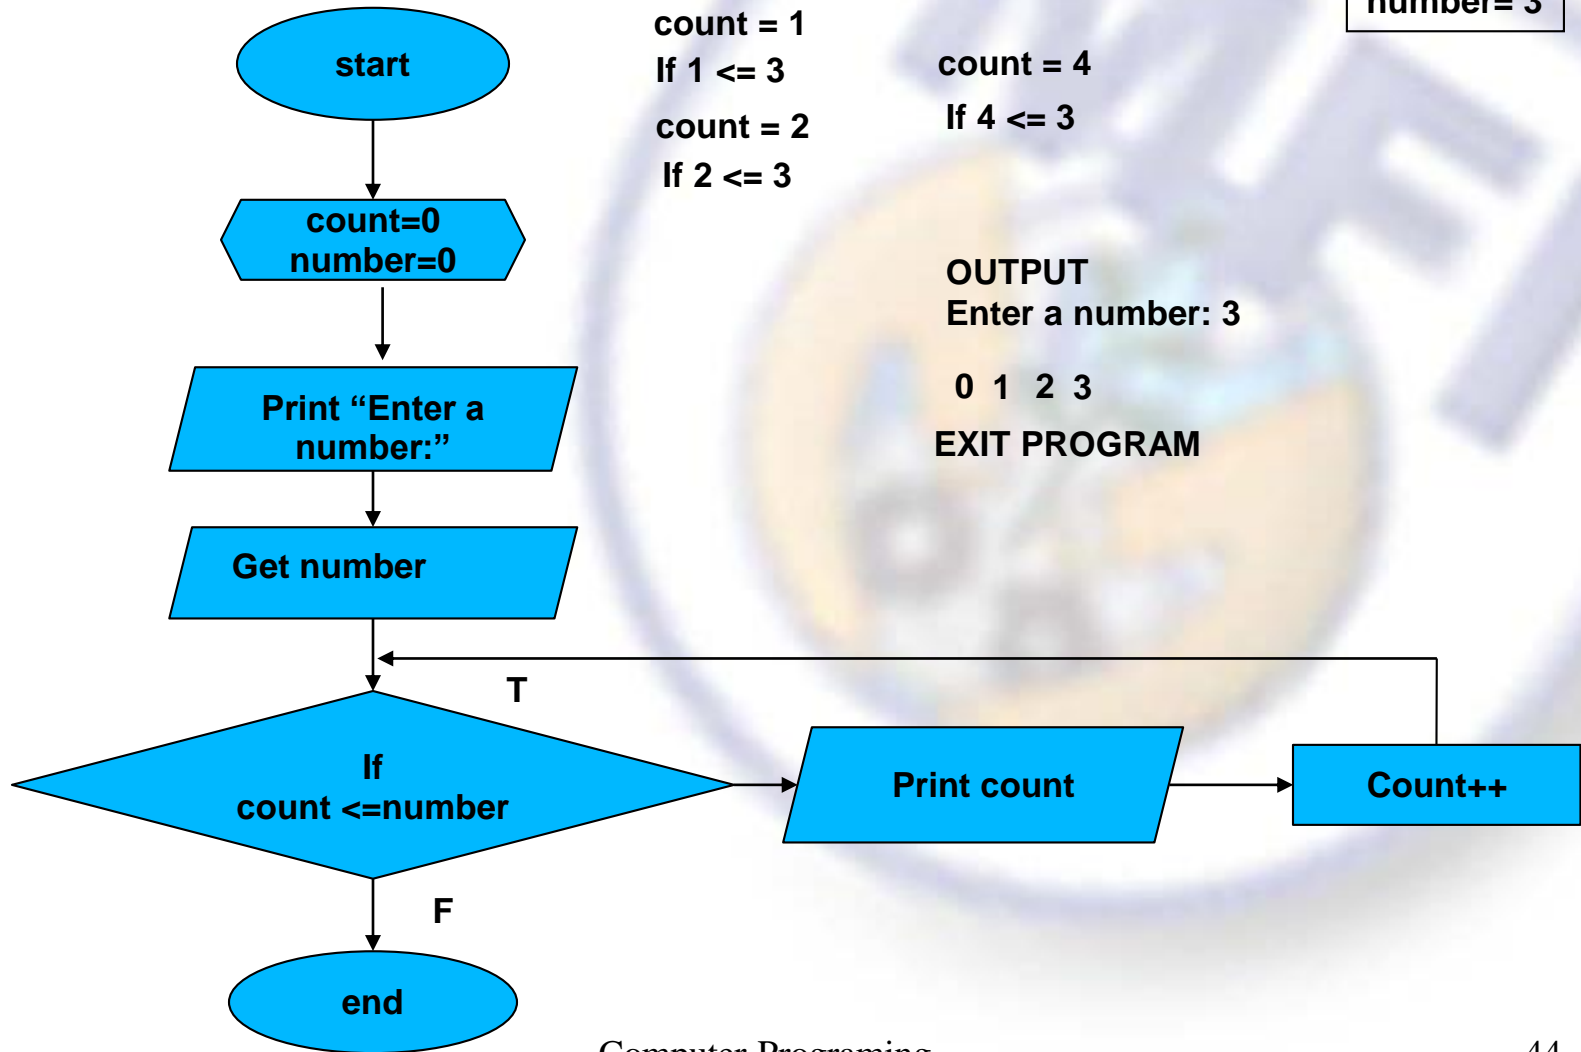 start
count=0
number=0
Print “Enter a
number:”
Get number
T
If
count <=number
Print count
Count++
F
end
count = 1
If 1 <= 3
count = 2
If 2 <= 3
count = 4
If 4 <= 3
number= 3
OUTPUT
Enter a number: 3
0 1 2 3
EXIT PROGRAM
Computer Programing
44